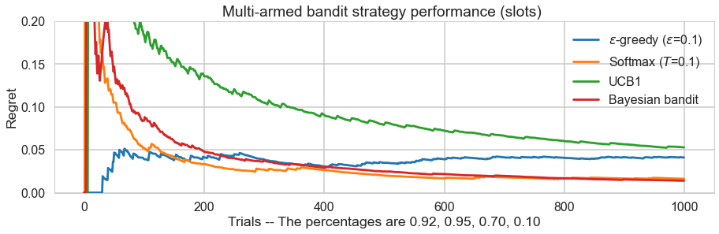 Multi-armed bandit strategy performance (slots)
0.20
0.15
0.10
0.05
0.00
Regret
ε-greedy (ε=0.1)
Softmax (T=0.1)
UCB1
Bayesian bandit
0 200 400 600 800 1000
Trials -- The percentages are 0.92, 0.95, 0.70, 0.10